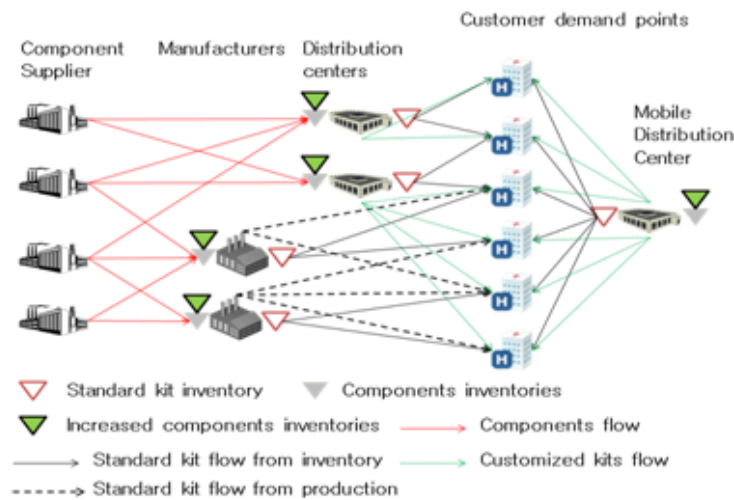 Customer demand points
Component
Supplier
Manufacturers
Distribution
centers
Mobile
Distribution
Center
H
H
H
H
H
H
Standard kit inventory
Components inventories
Increased components inventories
Components flow
Standard kit flow from inventory
Customized kits flow
Standard kit flow from production